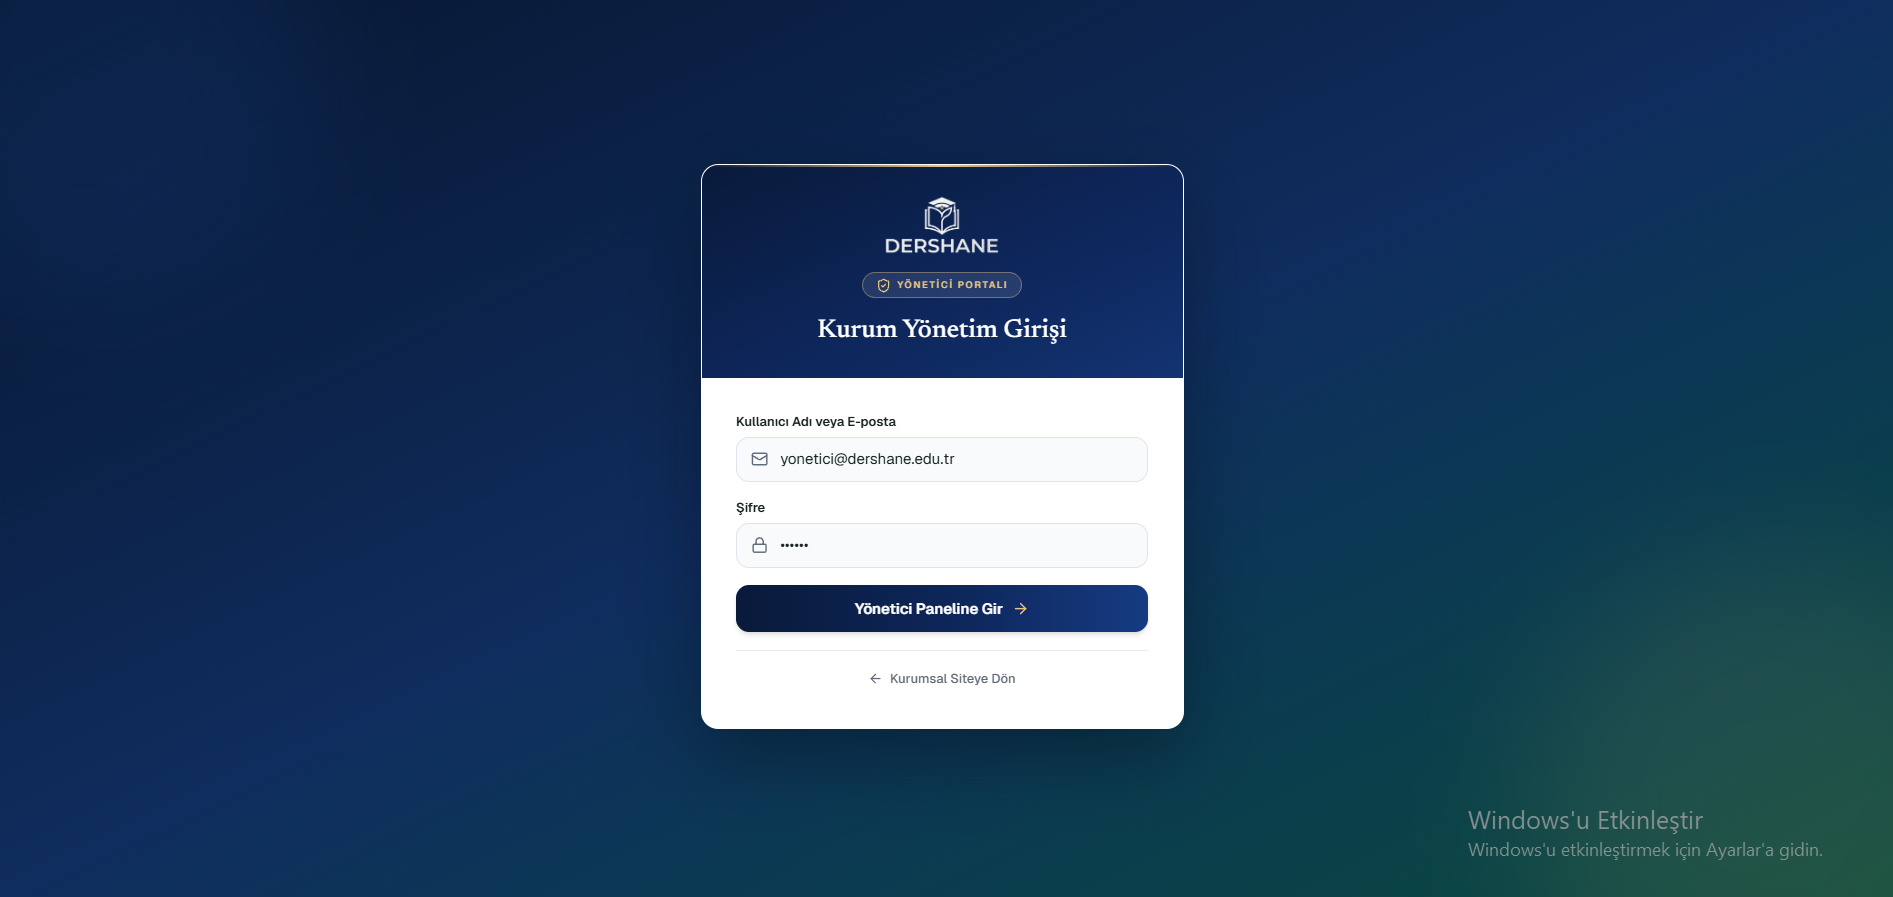 DERSHANE
YÖNETİCİ PORTALI
Kurum Yönetim Girişi
Kullanıcı Adı veya E-posta
yonetici@dershane.edu.tr
Şifre
••••••
Yönetici Paneline Gir →
← Kurumsal Siteye Dön
Windows'u Etkinleştir
Windows'u etkinleştirmek için Ayarlar'a gidin.